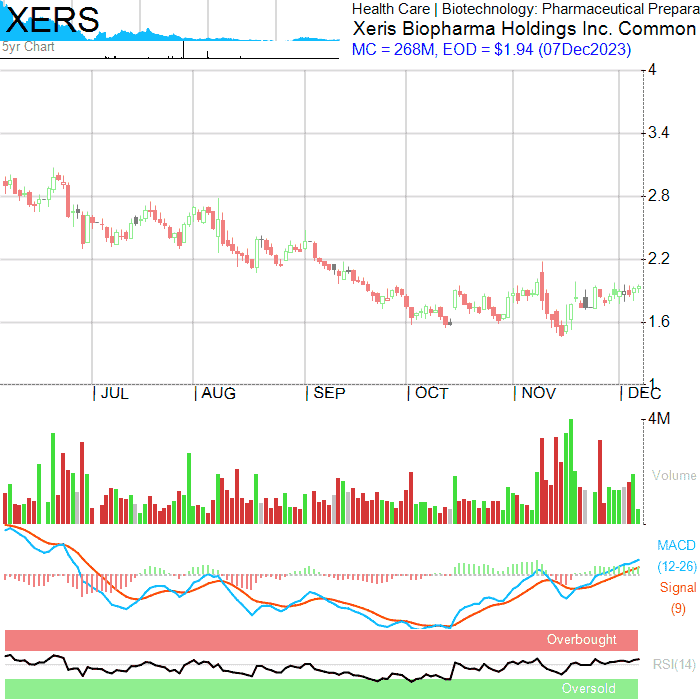 XERS
5yr Chart
Health Care | Biotechnology: Pharmaceutical Prepara
Xeris Biopharma Holdings Inc. Common
MC = 268M, EOD = $1.94 (07Dec2023)
4
3.4
2.8
2.2
1.6
1
JUL AUG SEP OCT NOV DEC
4M
Volume
MACD
(12-26)
Signal
(9)
Overbought
RSI(14)
Oversold